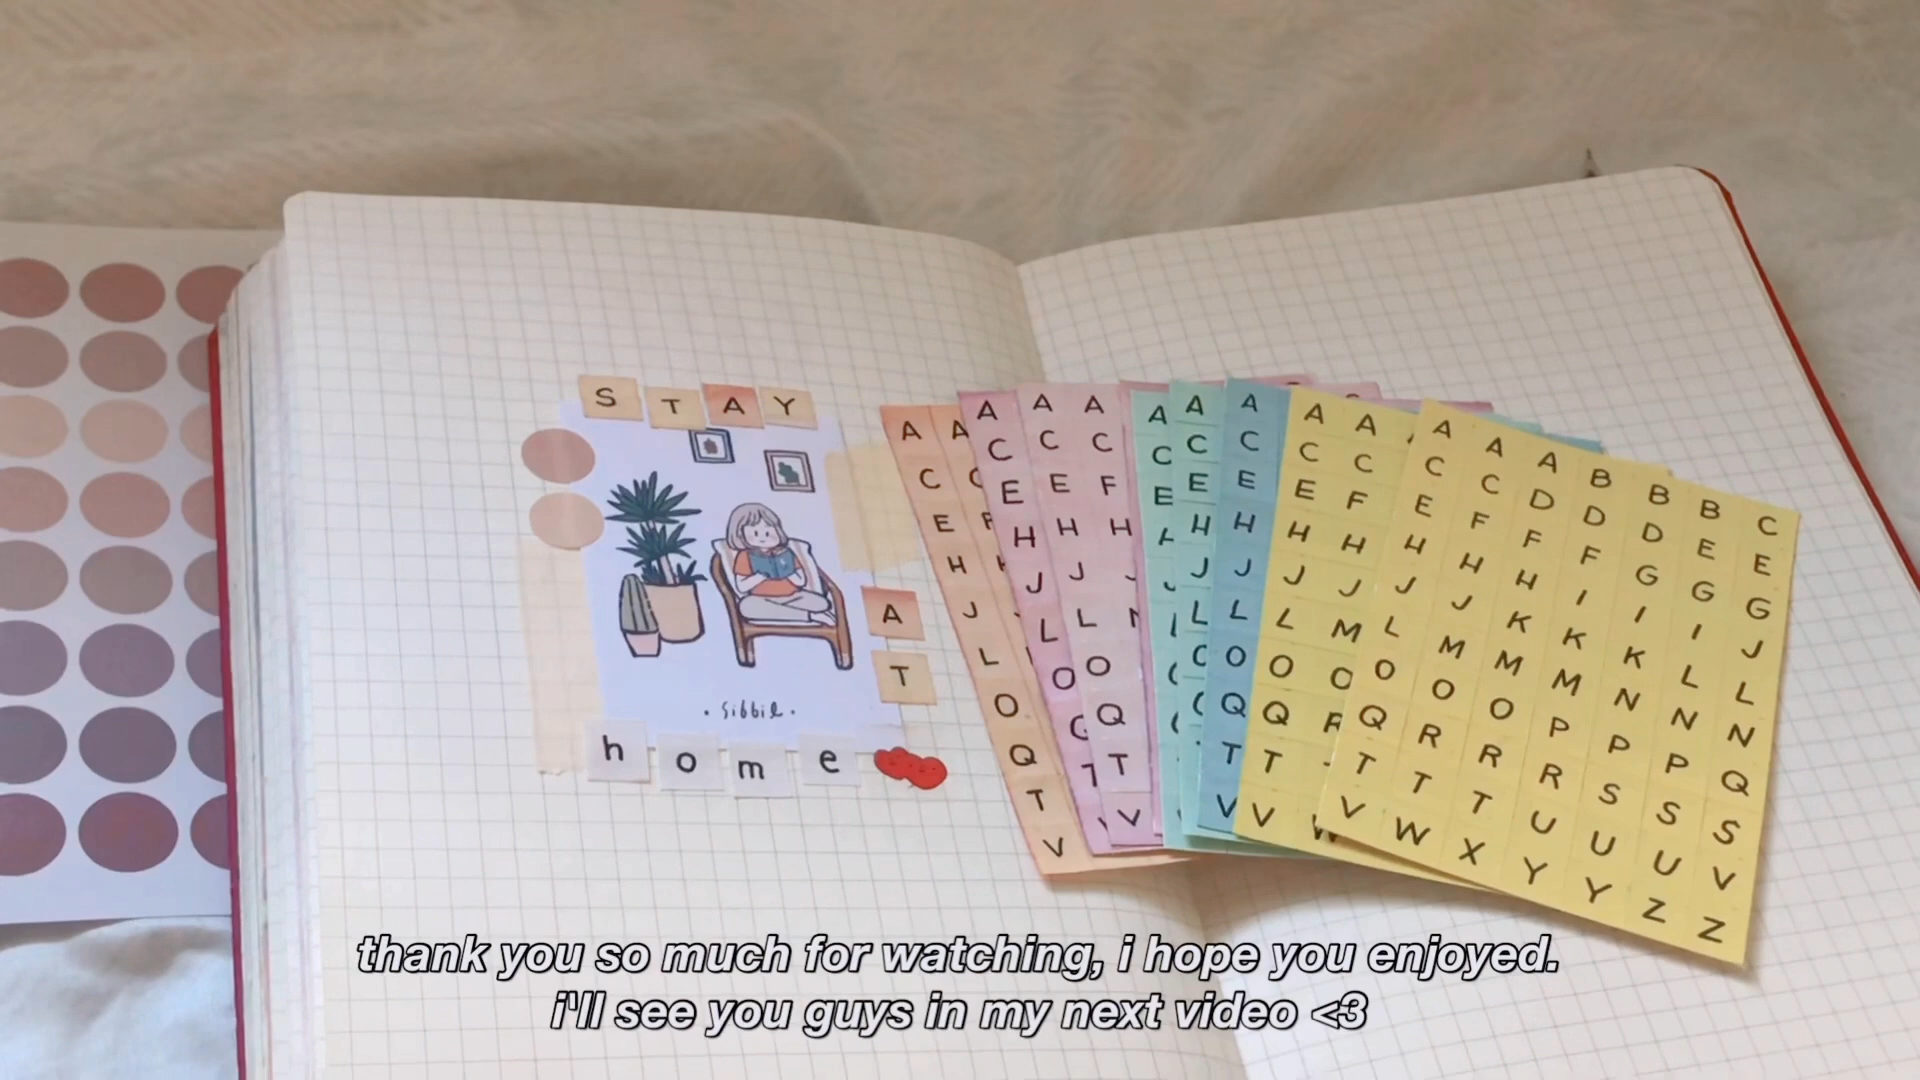 STAY
AT
• sibbil •
home
A A A A A A A A A A A A A B B B C
C C C C C C C C C C C C D D D E E
E E E F E E E E F E F D F F G G G
H H H H H H H H H H H I I I J
J J J J J J J J K K K L L
L L L L L L M L M M M N N N
O O O O O O O O O P P P Q
Q Q Q Q Q Q R R R S S S
T T T T T T T T U U U V
V V V V V V W X Y Y Z Z
thank you so much for watching, i hope you enjoyed.
i'll see you guys in my next video <3